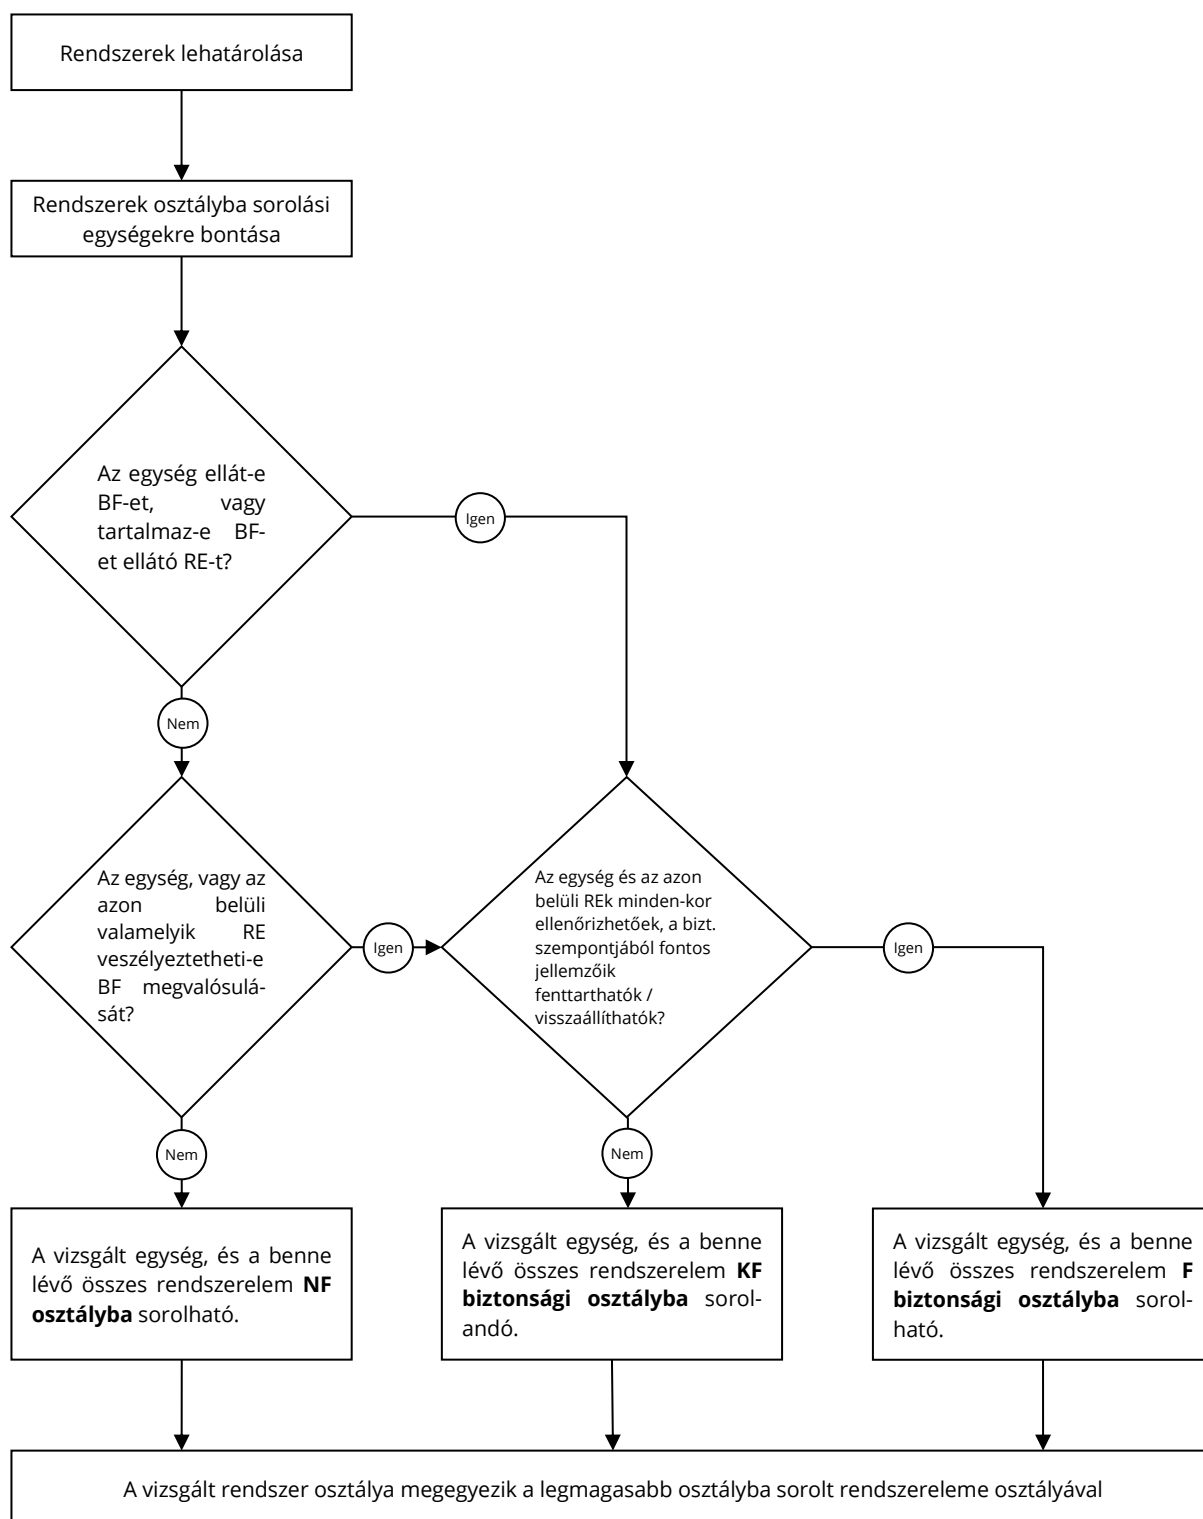 Rendszerek lehatárolása
Rendszerek osztályba sorolási
egységekre bontása
Az egység ellát-e
BF-et, vagy
tartalmaz-e BF-
et ellátó RE-t?
Igen
Nem
Az egység, vagy az
azon belüli
valamelyik RE
veszélyeztetheti-e
BF megvalósulá-
sát?
Igen
Az egység és az azon
belüli REk minden-kor
ellenőrizhetőek, a bizt.
szempontjából fontos
jellemzőik
fenttarthatók /
visszaállíthatók?
Igen
Nem
Nem
A vizsgált egység, és a benne
lévő összes rendszerelem NF
osztályba sorolható.
A vizsgált egység, és a benne
lévő összes rendszerelem KF
biztonsági osztályba sorol-
andó.
A vizsgált egység, és a benne
lévő összes rendszerelem F
biztonsági osztályba sorol-
ható.
A vizsgált rendszer osztálya megegyezik a legmagasabb osztályba sorolt rendszereleme osztályával